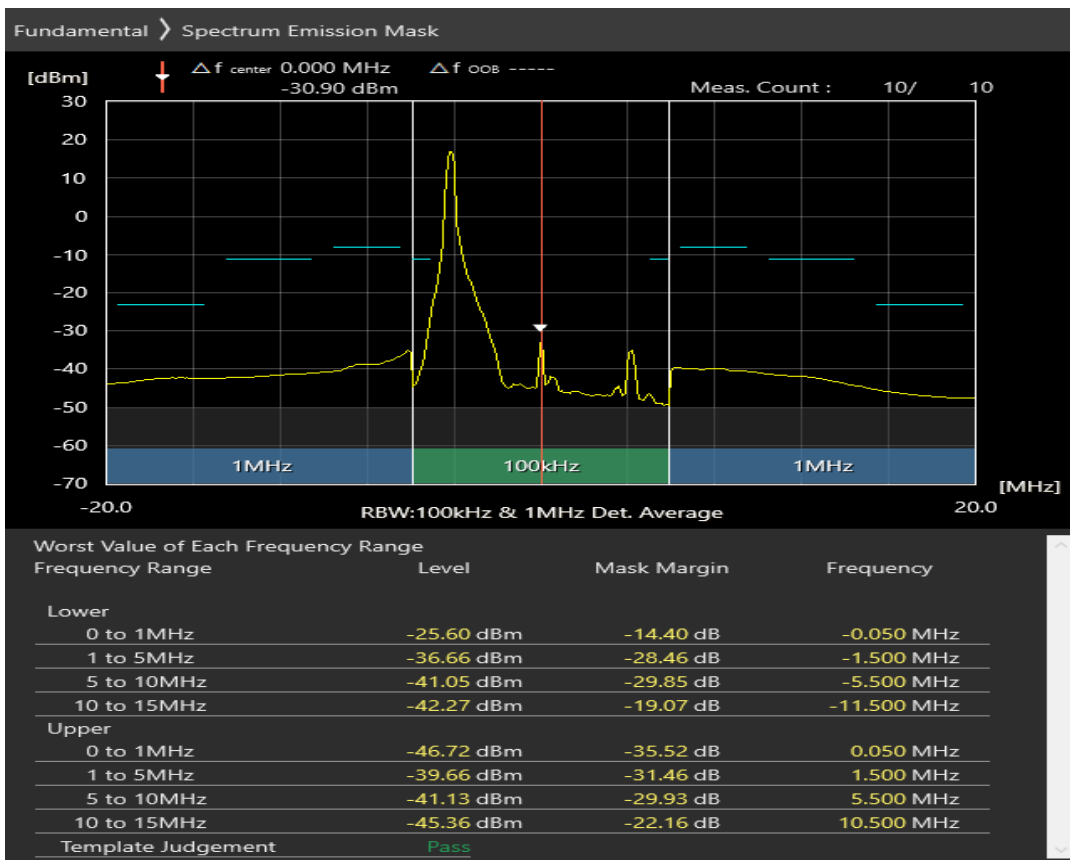 Fundamental 〉 Spectrum Emission Mask
[dBm]
△f center 0.000 MHz △f OOB -----
-30.90 dBm
Meas. Count : 10/ 10
30
20
10
0
-10
-20
-30
-40
-50
-60
-70
1MHz 100kHz 1MHz
[MHz]
-20.0 RBW:100kHz & 1MHz Det. Average 20.0
Worst Value of Each Frequency Range
Frequency Range Level Mask Margin Frequency
Lower
0 to 1MHz -25.60 dBm -14.40 dB -0.050 MHz
1 to 5MHz -36.66 dBm -28.46 dB -1.500 MHz
5 to 10MHz -41.05 dBm -29.85 dB -5.500 MHz
10 to 15MHz -42.27 dBm -19.07 dB -11.500 MHz
Upper
0 to 1MHz -46.72 dBm -35.52 dB 0.050 MHz
1 to 5MHz -39.66 dBm -31.46 dB 1.500 MHz
5 to 10MHz -41.13 dBm -29.93 dB 5.500 MHz
10 to 15MHz -45.36 dBm -22.16 dB 10.500 MHz
Template Judgement Pass